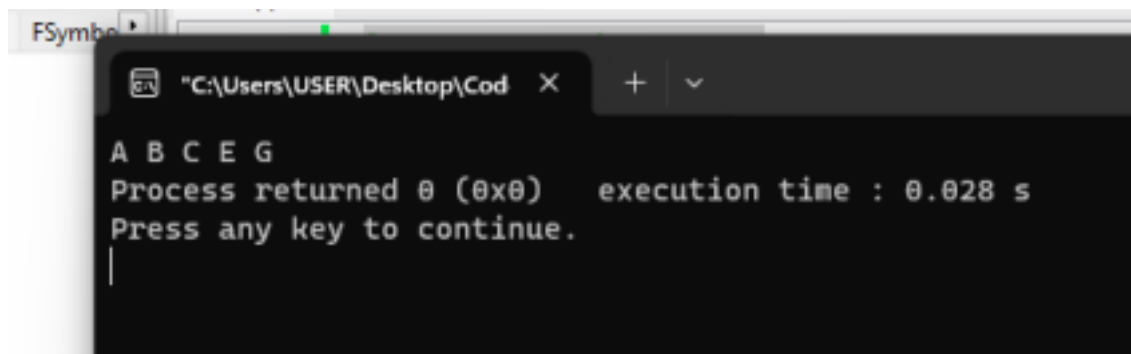 FSymbo
"C:\Users\USER\Desktop\Cod
A B C E G
Process returned 0 (0x0)   execution time : 0.028 s
Press any key to continue.